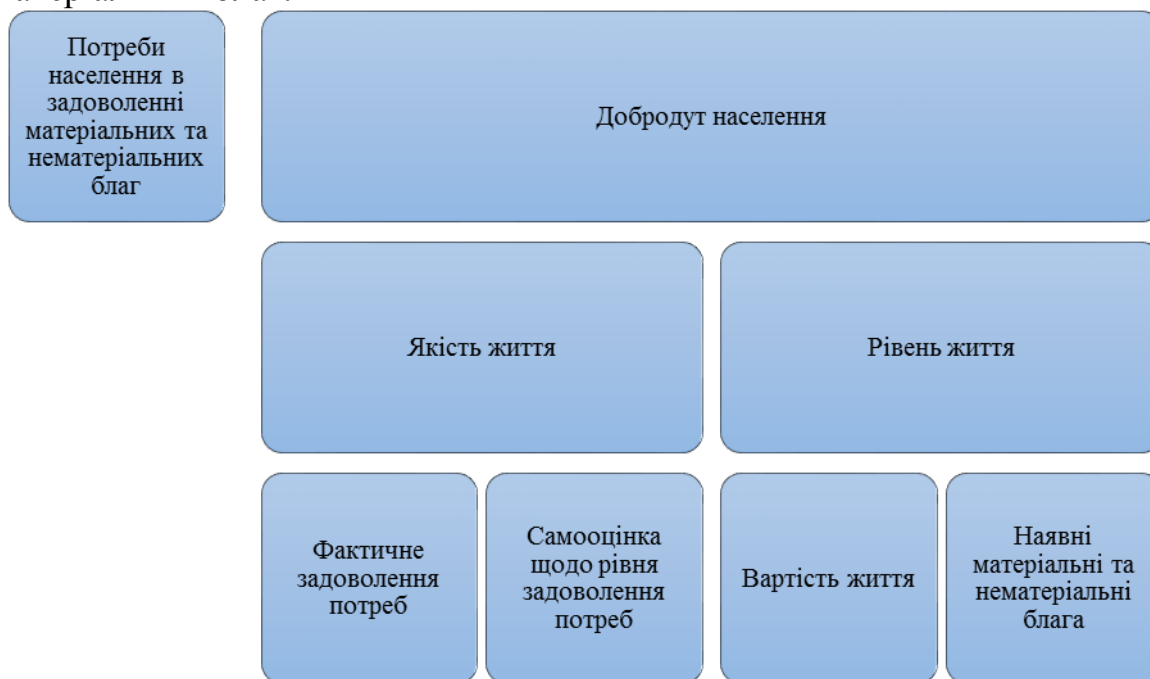 Потреби
населення в
задоволенні
матеріальних та
нематеріальних
благ
Добродут населення
Якість життя
Рівень життя
Фактичне
задоволення
потреб
Самооцінка
щодо рівня
задоволення
потреб
Вартість життя
Наявні
матеріальні та
нематеріальні
блага